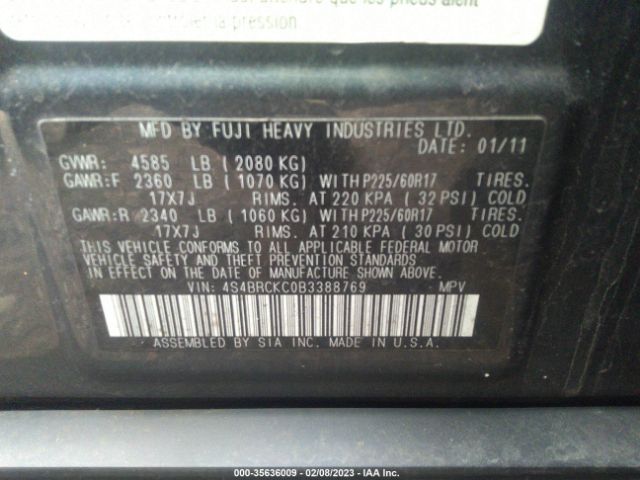 que les pneus aient
la pression.
MFD BY FUJI HEAVY INDUSTRIES LTD.
DATE: 01/11
GVWR: 4585 LB ( 2080 KG)
GAWR:F 2360 LB ( 1070 KG) WITH P225/60R17 TIRES.
17X7J RIMS. AT 220 KPA ( 32 PSI) COLD
GAWR:R 2340 LB ( 1060 KG) WITH P225/60R17 TIRES.
17X7J RIMS. AT 210 KPA ( 30 PSI) COLD
THIS VEHICLE CONFORMS TO ALL APPLICABLE FEDERAL MOTOR
VEHICLE SAFETY AND THEFT PREVENTION STANDARDS
IN EFFECT ON THE DATE OF MANUFACTURE SHOWN ABOVE.
VIN: 4S4BRCKC0B3388769 MPV
ASSEMBLED BY SIA INC. MADE IN U.S.A.
000-35636009 - 02/08/2023 - IAA Inc.